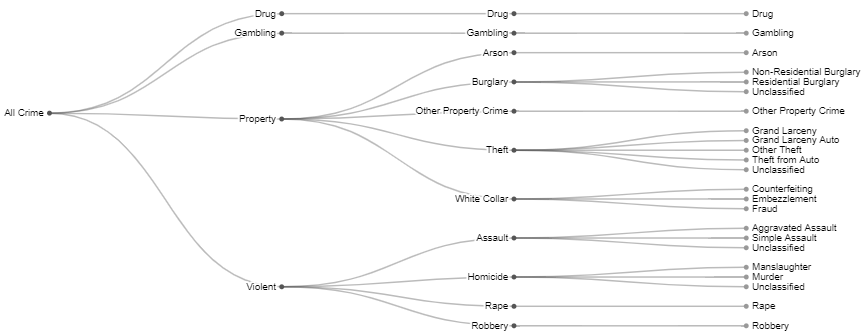 Drug Drug Drug
Gambling Gambling Gambling
Arson Arson
Non-Residential Burglary
Burglary Residential Burglary
Unclassified
Other Property Crime Other Property Crime
All Crime
Property
Grand Larceny
Grand Larceny Auto
Theft Other Theft
Theft from Auto
Unclassified
Counterfeiting
White Collar Embezzlement
Fraud
Aggravated Assault
Assault Simple Assault
Unclassified
Manslaughter
Homicide Murder
Unclassified
Violent
Rape Rape
Robbery Robbery